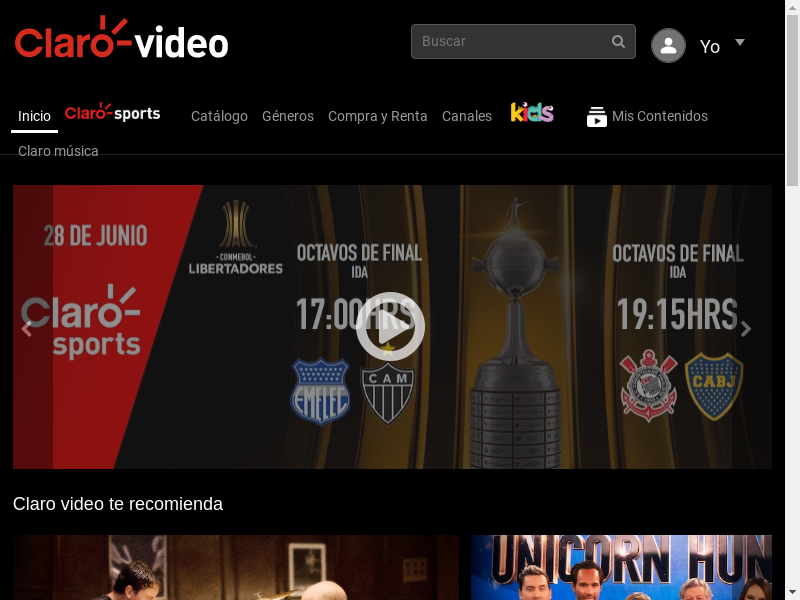 Claro-video
Buscar
Yo
Inicio
Claro-sports
Catálogo
Géneros
Compra y Renta
Canales
kids
Mis Contenidos
Claro música
28 DE JUNIO
Claro-
sports
-CONMEBOL-
LIBERTADORES
OCTAVOS DE FINAL
IDA
17:00HRS
EMELEC
CAM
OCTAVOS DE FINAL
IDA
19:15HRS
CABJ
Claro video te recomienda
UNICORN HUN